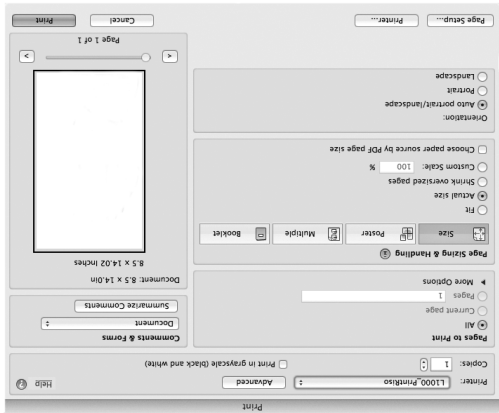 Print
Printer: L1000_PrintRiso Advanced Help
Copies: 1 Print in grayscale (black and white)
Pages to Print
All
Current page
Pages 1
More Options
Page Sizing & Handling
Size Poster Multiple Booklet
Fit
Actual size
Shrink oversized pages
Custom Scale: 100 %
Choose paper source by PDF page size
Orientation:
Auto portrait/landscape
Portrait
Landscape
Comments & Forms
Document
Summarize Comments
Document: 8.5 x 14.0in
8.5 x 14.02 Inches
< >
Page 1 of 1
Page Setup... Printer... Cancel Print